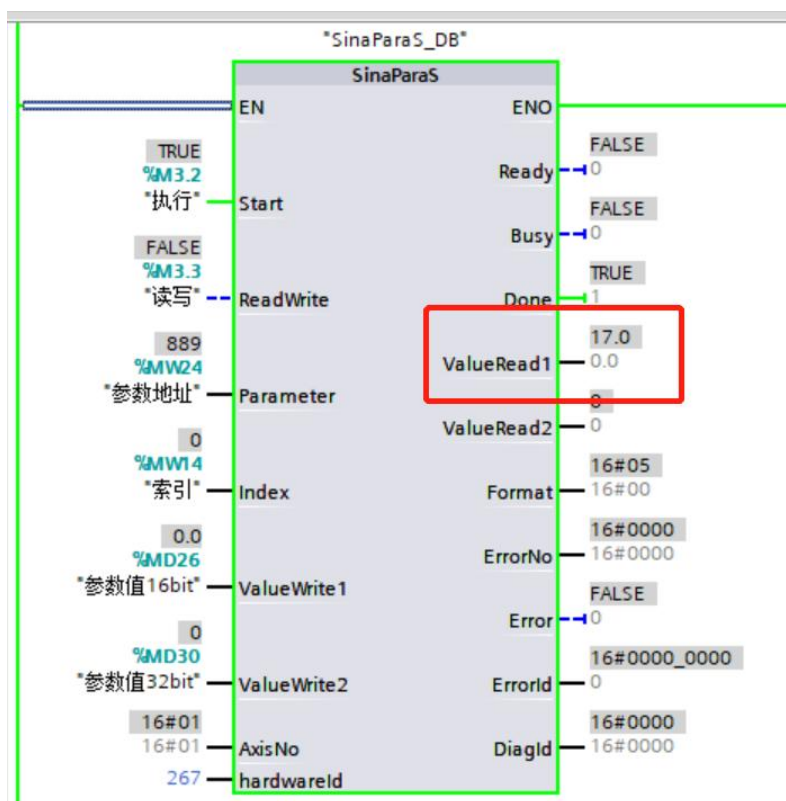 "SinaParaS_DB"
SinaParaS
EN
ENO
TRUE
%M3.2
"执行"
Start
FALSE
%M3.3
"读写"
ReadWrite
889
%MW24
"参数地址"
Parameter
0
%MW14
"索引"
Index
0.0
%MD26
"参数值16bit"
ValueWrite1
0
%MD30
"参数值32bit"
ValueWrite2
16#01
16#01
AxisNo
267
hardwareId
Ready
FALSE
0
Busy
FALSE
0
Done
TRUE
1
ValueRead1
17.0
0.0
ValueRead2
0
Format
16#05
16#00
ErrorNo
16#0000
16#0000
Error
FALSE
0
ErrorId
16#0000_0000
0
DiagId
16#0000
16#0000